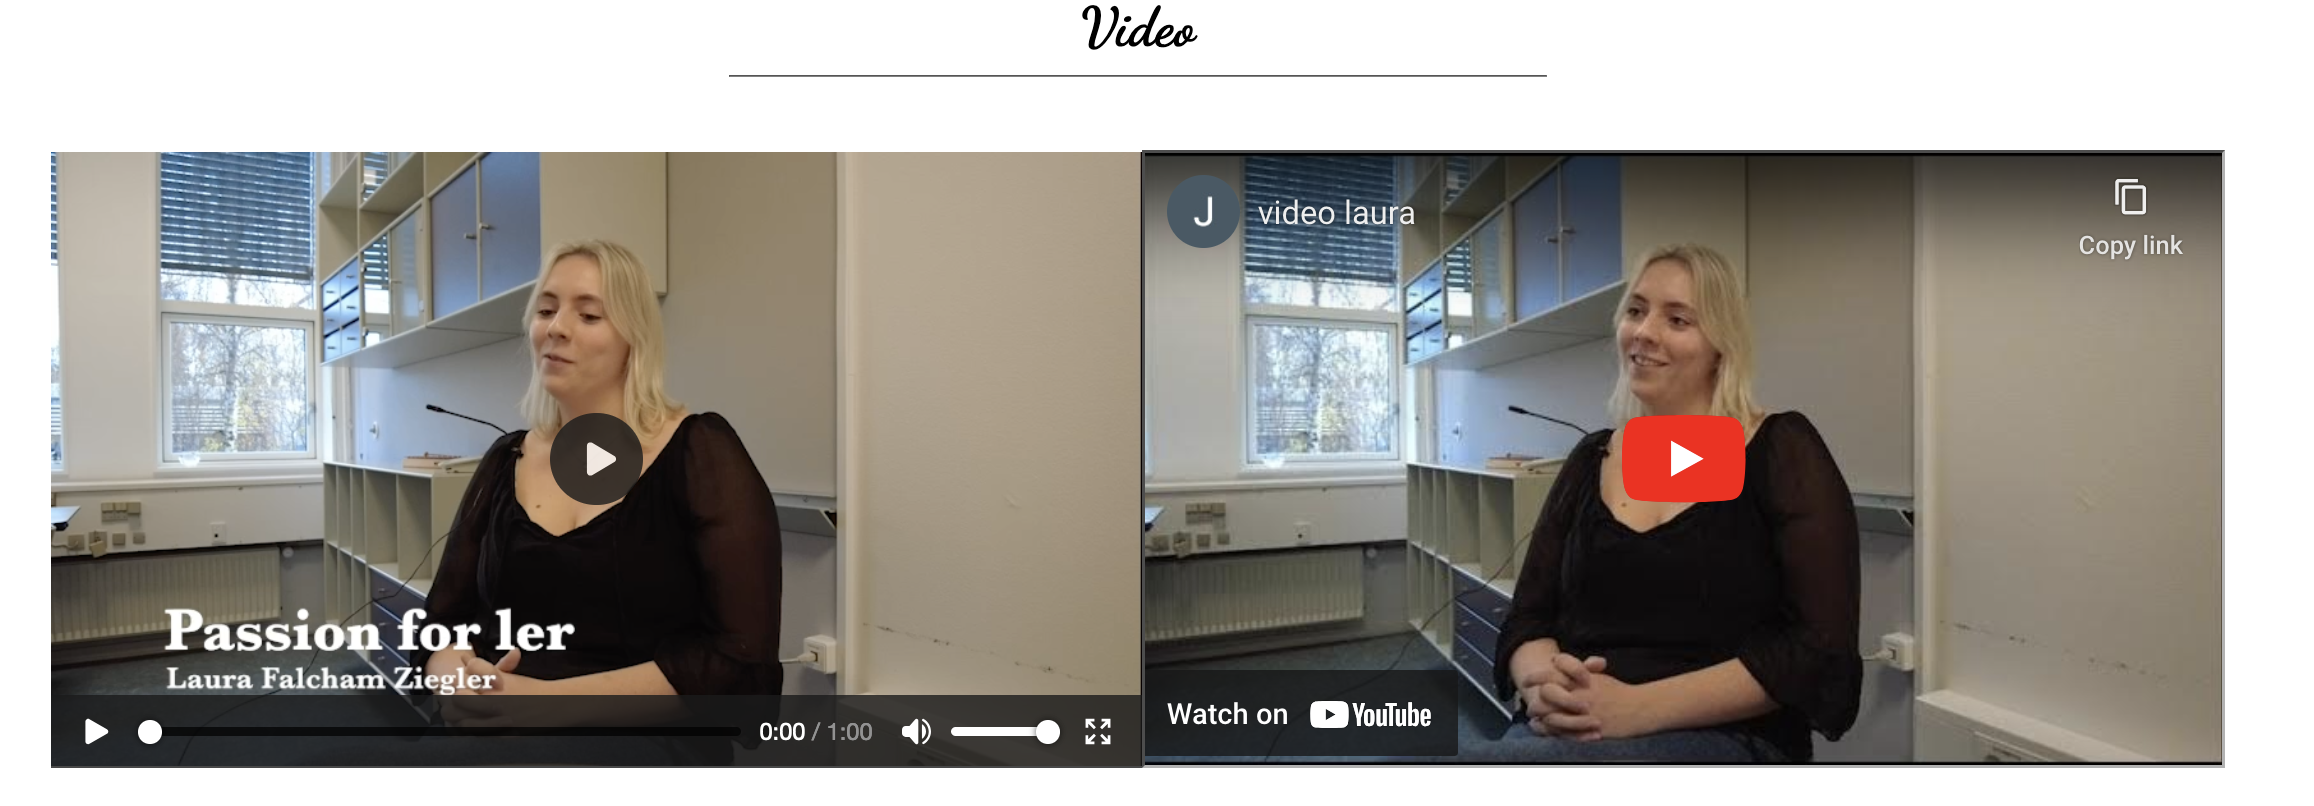 Video
J video laura
Copy link
Passion for ler
Laura Falcham Ziegler
0:00 / 1:00
Watch on YouTube